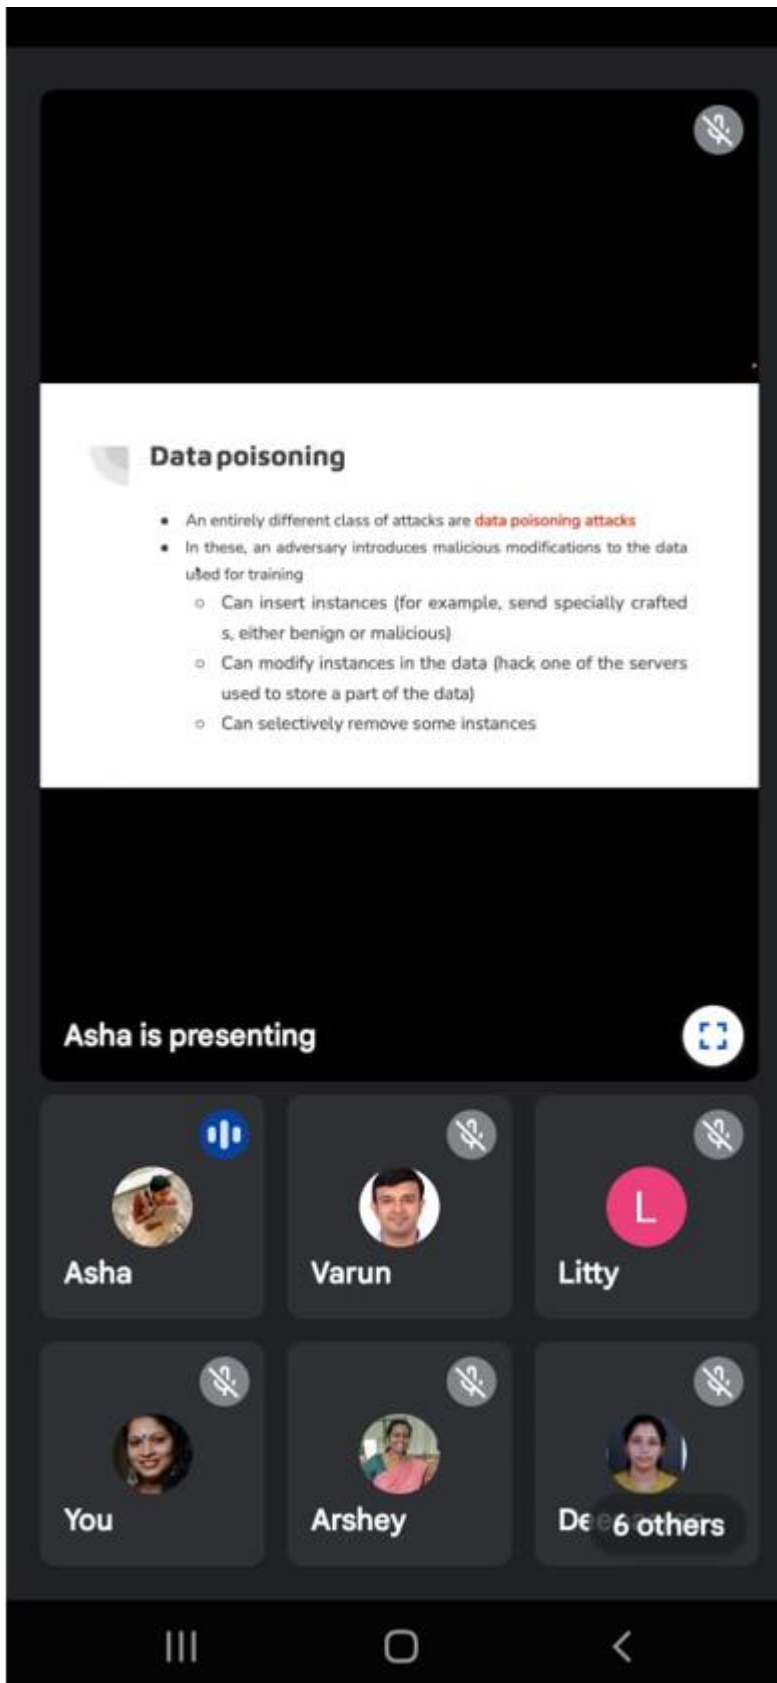 Data poisoning
• An entirely different class of attacks are data poisoning attacks
• In these, an adversary introduces malicious modifications to the data
used for training
○ Can insert instances (for example, send specially crafted
s, either benign or malicious)
○ Can modify instances in the data (hack one of the servers
used to store a part of the data)
○ Can selectively remove some instances
Asha is presenting
Asha
Varun
L
Litty
You
Arshey
6 others